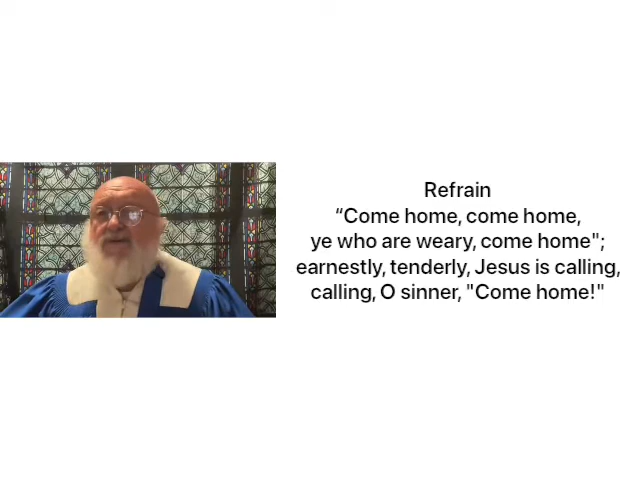 Refrain
“Come home, come home,
ye who are weary, come home";
earnestly, tenderly, Jesus is calling,
calling, O sinner, "Come home!"